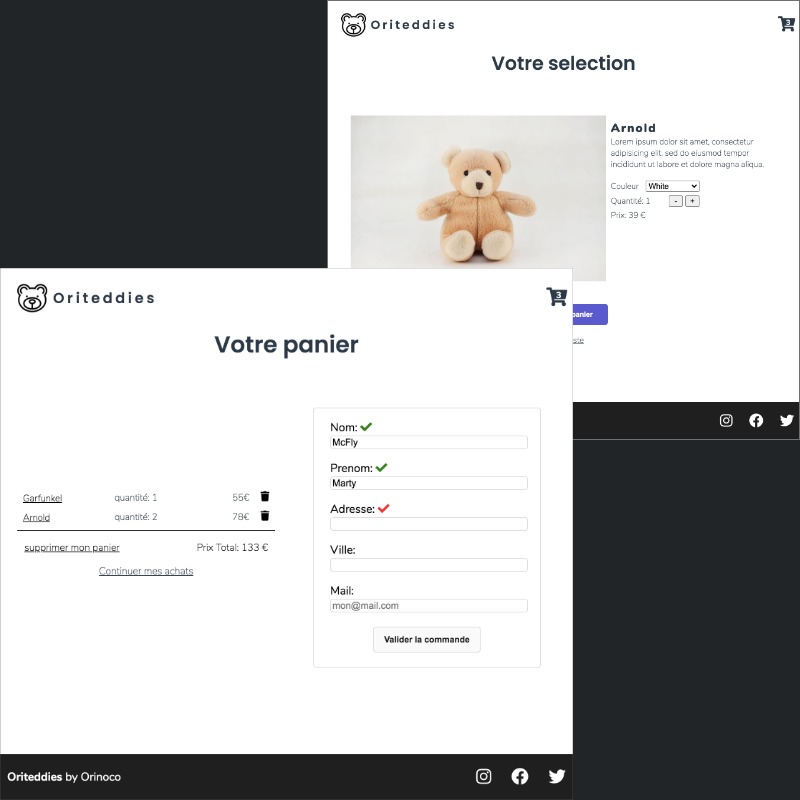 Oriteddies
3
Votre selection
Arnold
Lorem ipsum dolor sit amet, consectetur
adipisicing elit, sed do eiusmod tempor
incididunt ut labore et dolore magna aliqua.
Couleur White
Quantité: 1 - +
Prix: 39 €
panier
ste
Oriteddies
3
Votre panier
Garfunkel quantité: 1 55€
Arnold quantité: 2 78€
supprimer mon panier Prix Total: 133 €
Continuer mes achats
Nom:
McFly
Prenom:
Marty
Adresse:
Ville:
Mail:
mon@mail.com
Valider la commande
Oriteddies by Orinoco